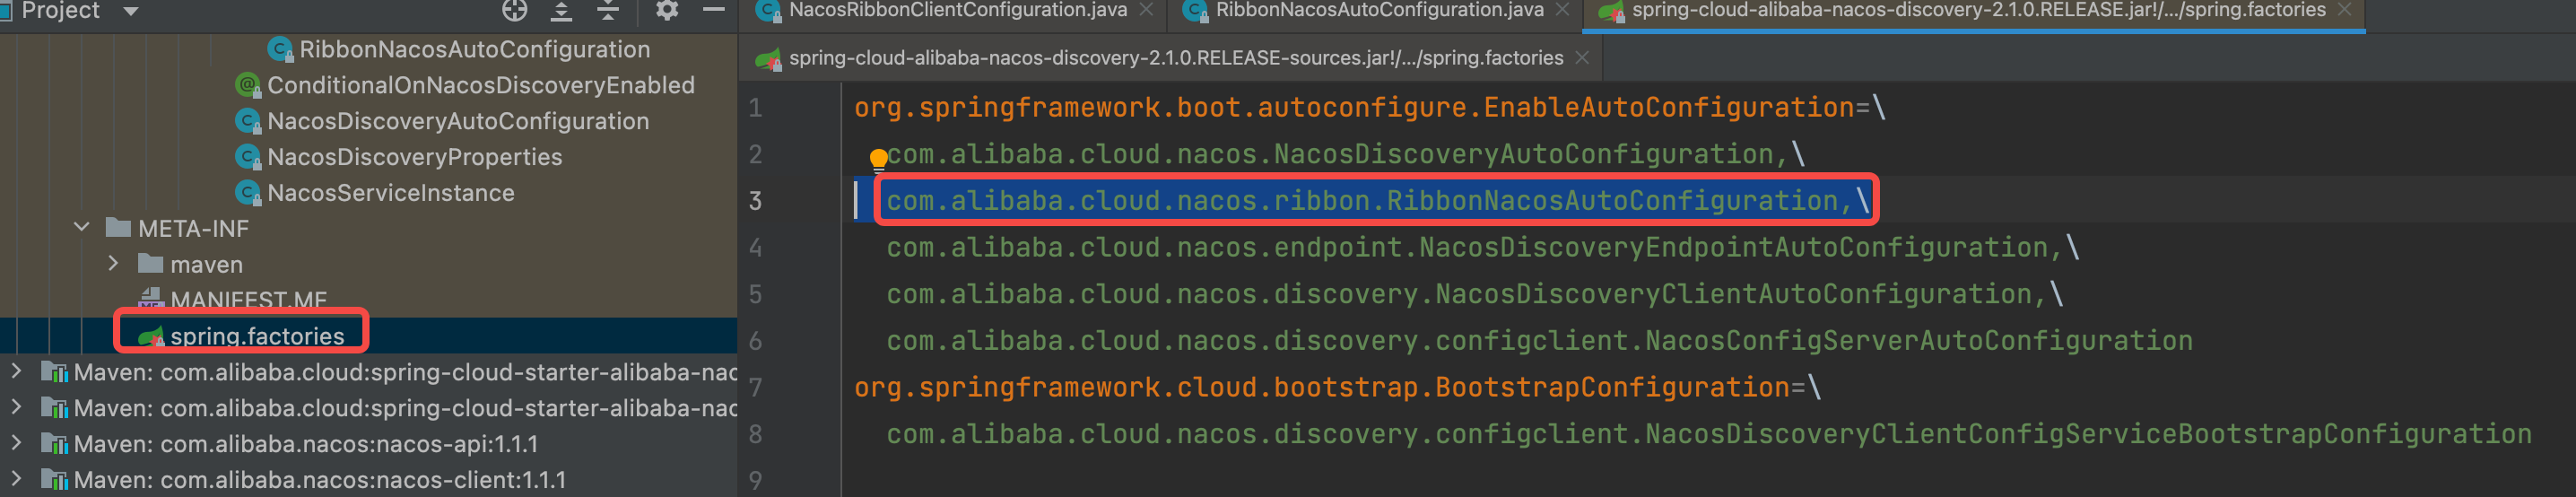 Project
RibbonNacosAutoConfiguration
ConditionalOnNacosDiscoveryEnabled
NacosDiscoveryAutoConfiguration
NacosDiscoveryProperties
NacosServiceInstance
META-INF
maven
MANIFEST.MF
spring.factories
Maven: com.alibaba.cloud:spring-cloud-starter-alibaba-nac
Maven: com.alibaba.cloud:spring-cloud-starter-alibaba-nac
Maven: com.alibaba.nacos:nacos-api:1.1.1
Maven: com.alibaba.nacos:nacos-client:1.1.1
NacosRibbonClientConfiguration.java
RibbonNacosAutoConfiguration.java
spring-cloud-alibaba-nacos-discovery-2.1.0.RELEASE.jar!/.../spring.factories
spring-cloud-alibaba-nacos-discovery-2.1.0.RELEASE-sources.jar!/.../spring.factories
1 org.springframework.boot.autoconfigure.EnableAutoConfiguration=\
2 com.alibaba.cloud.nacos.NacosDiscoveryAutoConfiguration,\
3 com.alibaba.cloud.nacos.ribbon.RibbonNacosAutoConfiguration,\
4 com.alibaba.cloud.nacos.endpoint.NacosDiscoveryEndpointAutoConfiguration,\
5 com.alibaba.cloud.nacos.discovery.NacosDiscoveryClientAutoConfiguration,\
6 com.alibaba.cloud.nacos.discovery.configclient.NacosConfigServerAutoConfiguration
7 org.springframework.cloud.bootstrap.BootstrapConfiguration=\
8 com.alibaba.cloud.nacos.discovery.configclient.NacosDiscoveryClientConfigServiceBootstrapConfiguration
9